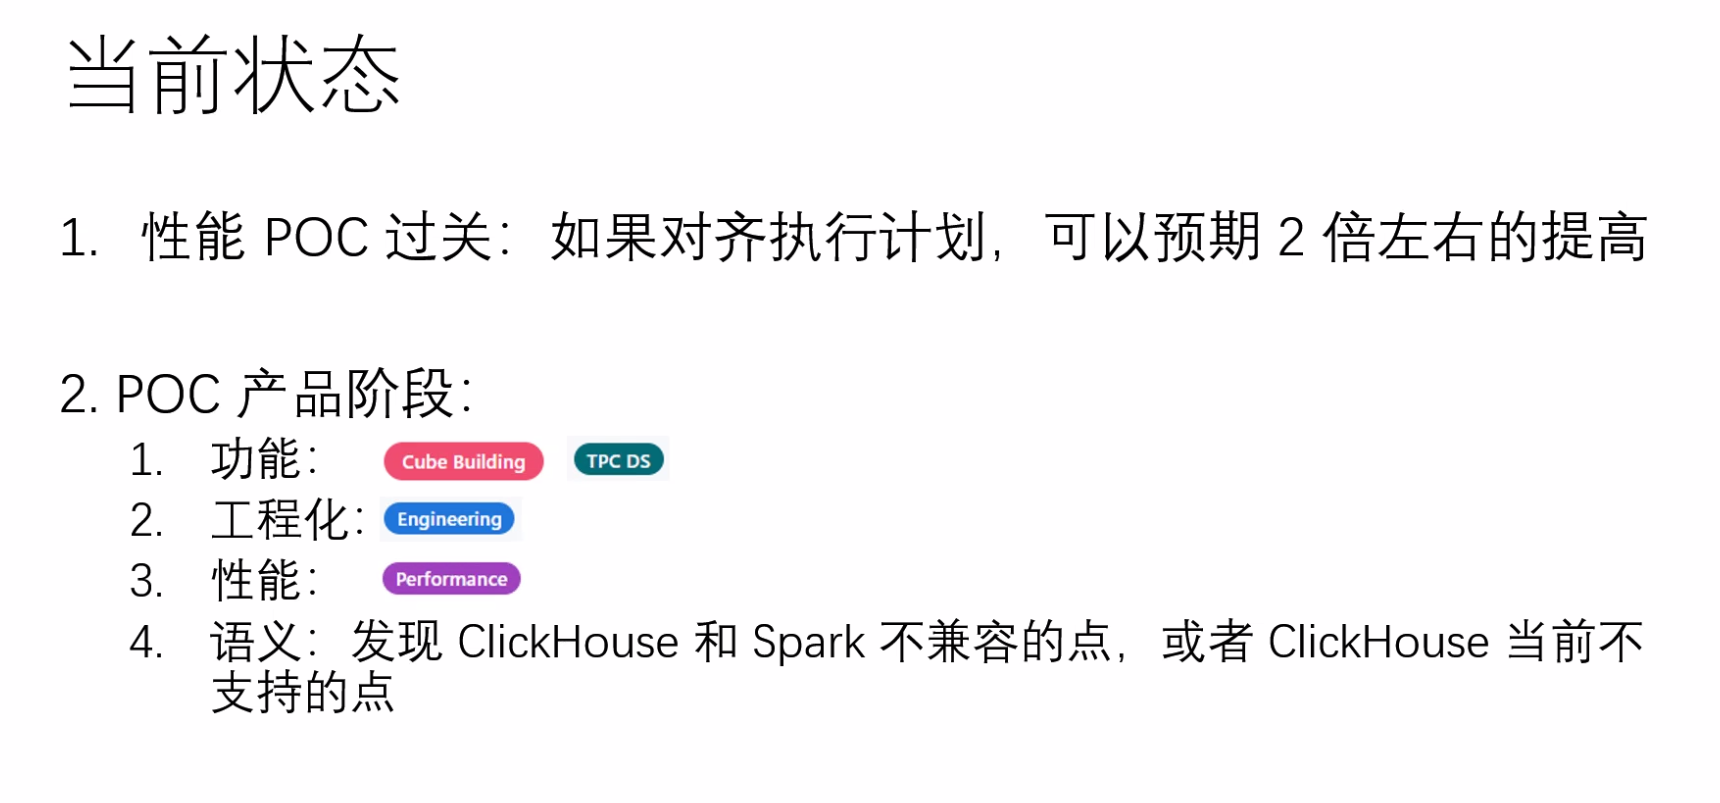 当前状态
1. 性能 POC 过关：如果对齐执行计划，可以预期 2 倍左右的提高
2. POC 产品阶段：
1. 功能： Cube Building TPC DS
2. 工程化： Engineering
3. 性能： Performance
4. 语义：发现 ClickHouse 和 Spark 不兼容的点，或者 ClickHouse 当前不
支持的点